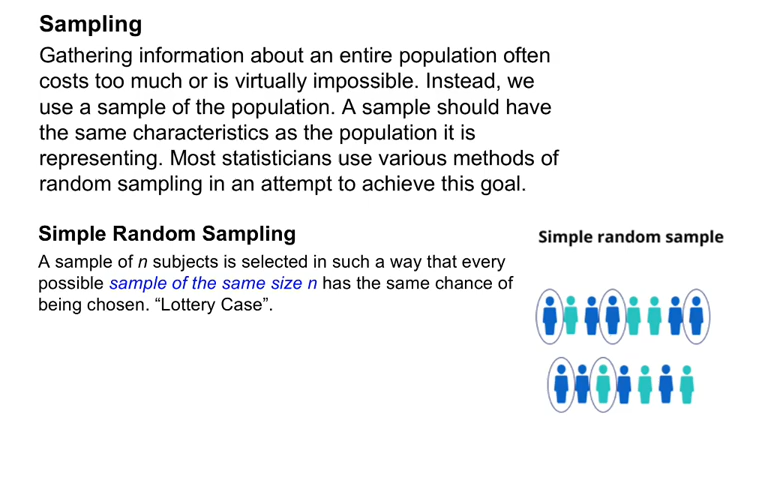 Sampling
Gathering information about an entire population often
costs too much or is virtually impossible. Instead, we
use a sample of the population. A sample should have
the same characteristics as the population it is
representing. Most statisticians use various methods of
random sampling in an attempt to achieve this goal.
Simple Random Sampling
A sample of n subjects is selected in such a way that every
possible sample of the same size n has the same chance of
being chosen. “Lottery Case”.
Simple random sample